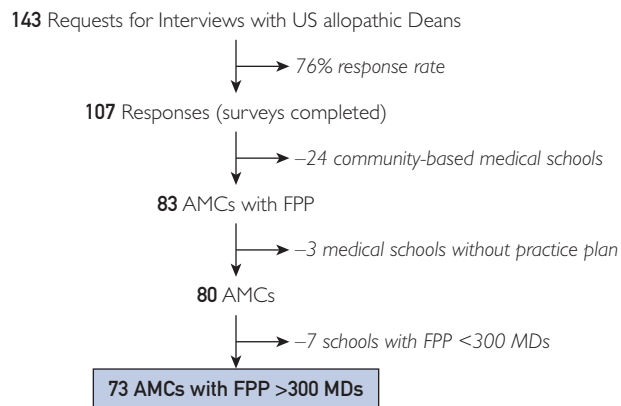 143 Requests for Interviews with US allopathic Deans
76% response rate
107 Responses (surveys completed)
–24 community-based medical schools
83 AMCs with FPP
–3 medical schools without practice plan
80 AMCs
–7 schools with FPP <300 MDs
73 AMCs with FPP >300 MDs